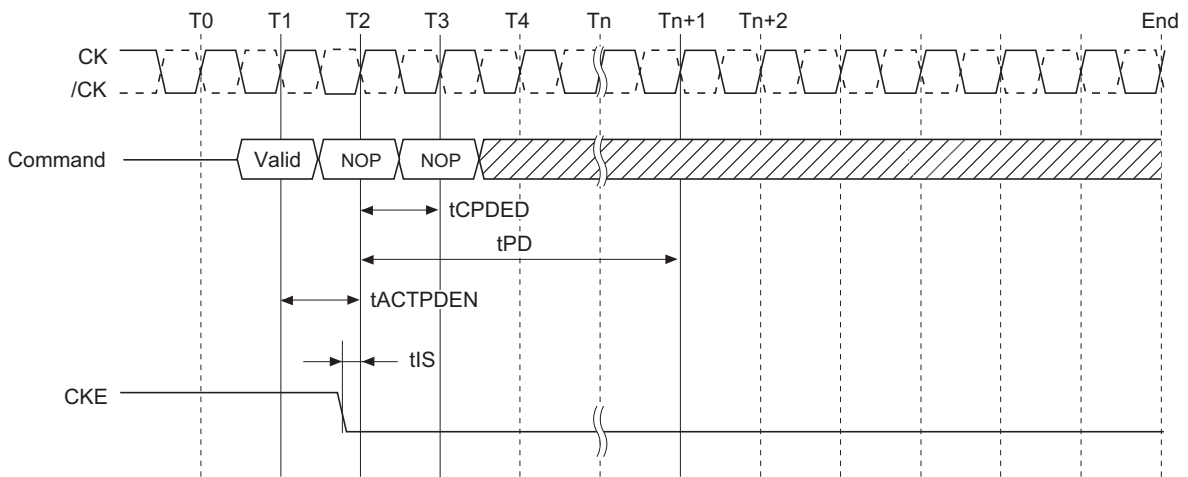 T0 T1 T2 T3 T4 Tn Tn+1 Tn+2 End
CK
/CK
Command Valid NOP NOP
tCPDED
tPD
tACTPDEN
tIS
CKE